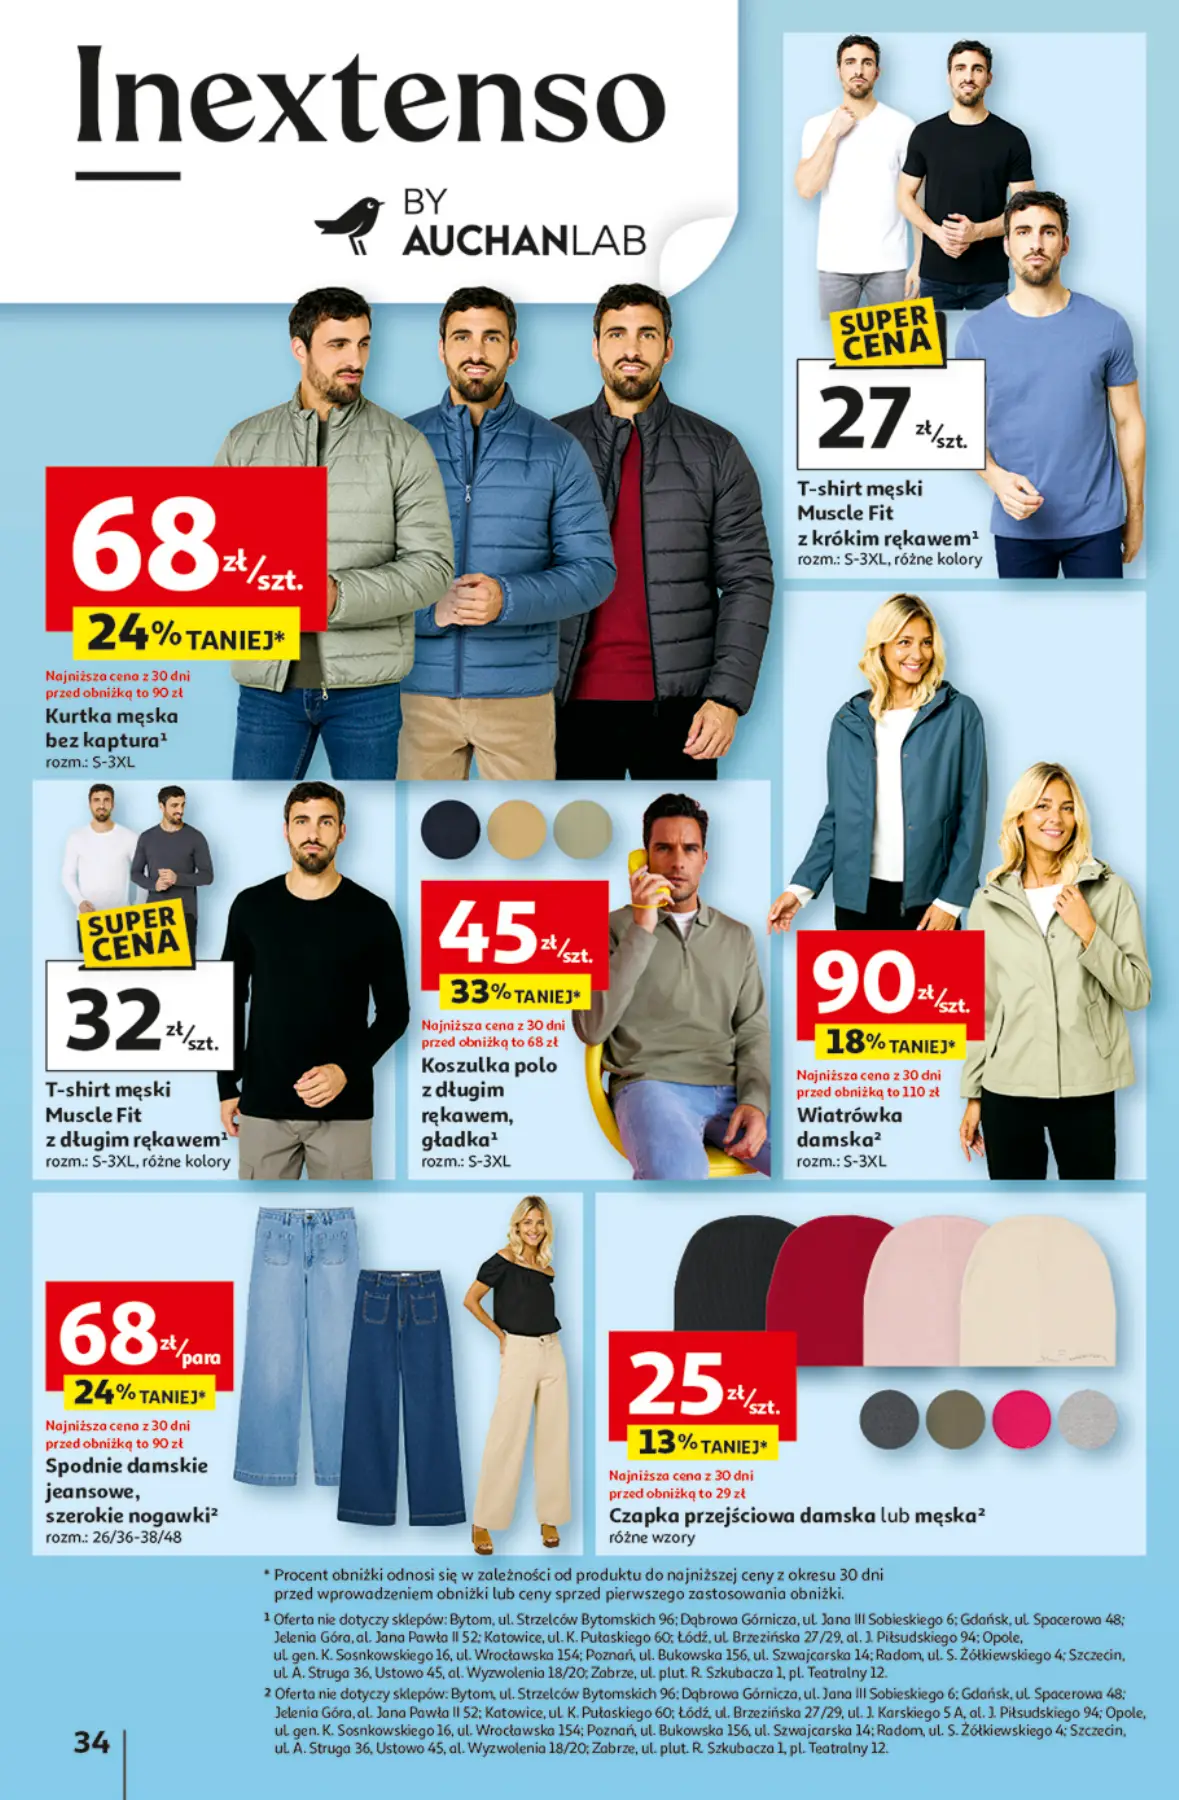 Inextenso
BY
AUCHANLAB
SUPER
CENA
27 zł/szt.
T-shirt męski
Muscle Fit
z krókim rękawem¹
rozm.: S-3XL, różne kolory
68 zł/szt.
24% TANIEJ*
Najniższa cena z 30 dni
przed obniżką to 90 zł
Kurtka męska
bez kaptura¹
rozm.: S-3XL
SUPER
CENA
32 zł/szt.
T-shirt męski
Muscle Fit
z długim rękawem¹
rozm.: S-3XL, różne kolory
45 zł/szt.
33% TANIEJ*
Najniższa cena z 30 dni
przed obniżką to 68 zł
Koszulka polo
z długim
rękawem,
gładka¹
rozm.: S-3XL
90 zł/szt.
18% TANIEJ*
Najniższa cena z 30 dni
przed obniżką to 110 zł
Wiatrówka
damska²
rozm.: S-3XL
68 zł/para
24% TANIEJ*
Najniższa cena z 30 dni
przed obniżką to 90 zł
Spodnie damskie
jeansowe,
szerokie nogawki²
rozm.: 26/36-38/48
25 zł/szt.
13% TANIEJ*
Najniższa cena z 30 dni
przed obniżką to 29 zł
Czapka przejściowa damska lub męska²
różne wzory
* Procent obniżki odnosi się w zależności od produktu do najniższej ceny z okresu 30 dni
przed wprowadzeniem obniżki lub ceny sprzed pierwszego zastosowania obniżki.
¹ Oferta nie dotyczy sklepów: Bytom, ul. Strzelców Bytomskich 96; Dąbrowa Górnicza, ul. Jana III Sobieskiego 6; Gdańsk, ul. Spacerowa 48;
Jelenia Góra, al. Jana Pawła II 52; Katowice, ul. K. Pułaskiego 60; Łódź, ul. Brzezińska 27/29, al. J. Piłsudskiego 94; Opole,
ul. gen. K. Sosnkowskiego 16, ul. Wrocławska 154; Poznań, ul. Bukowska 156, ul. Szwajcarska 14; Radom, ul. S. Żółkiewskiego 4; Szczecin,
ul. A. Struga 36, Ustowo 45, al. Wyzwolenia 18/20; Zabrze, ul. plut. R. Szkubacza 1, pl. Teatralny 12.
² Oferta nie dotyczy sklepów: Bytom, ul. Strzelców Bytomskich 96; Dąbrowa Górnicza, ul. Jana III Sobieskiego 6; Gdańsk, ul. Spacerowa 48;
Jelenia Góra, al. Jana Pawła II 52; Katowice, ul. K. Pułaskiego 60; Łódź, ul. Brzezińska 27/29, ul. J. Karskiego 5 A, al. J. Piłsudskiego 94; Opole,
ul. gen. K. Sosnkowskiego 16, ul. Wrocławska 154; Poznań, ul. Bukowska 156, ul. Szwajcarska 14; Radom, ul. S. Żółkiewskiego 4; Szczecin,
ul. A. Struga 36, Ustowo 45, al. Wyzwolenia 18/20; Zabrze, ul. plut. R. Szkubacza 1, pl. Teatralny 12.
34